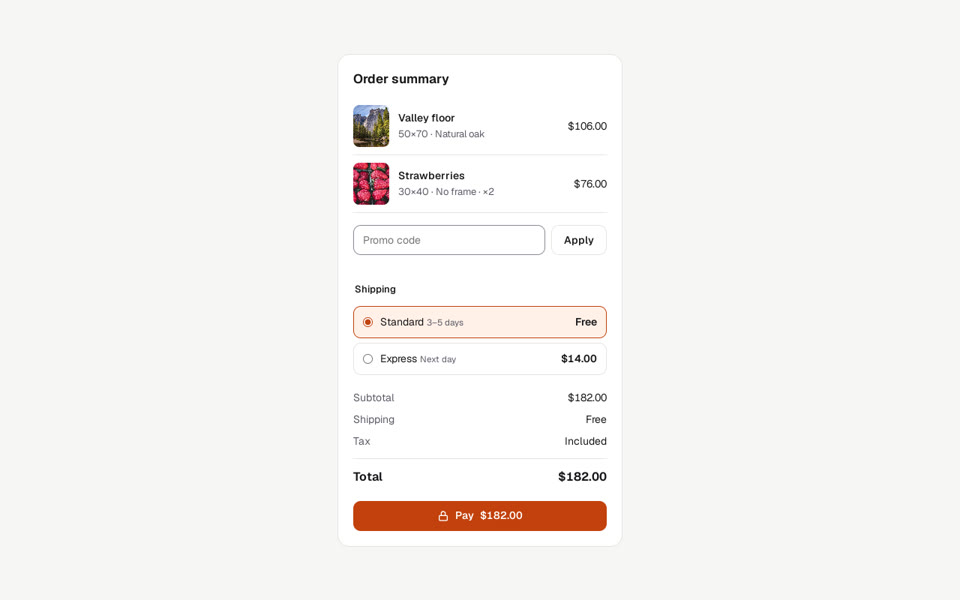 Order summary
Valley floor
50×70 · Natural oak
$106.00
Strawberries
30×40 · No frame · ×2
$76.00
Promo code
Apply
Shipping
Standard 3–5 days Free
Express Next day $14.00
Subtotal $182.00
Shipping Free
Tax Included
Total $182.00
Pay $182.00